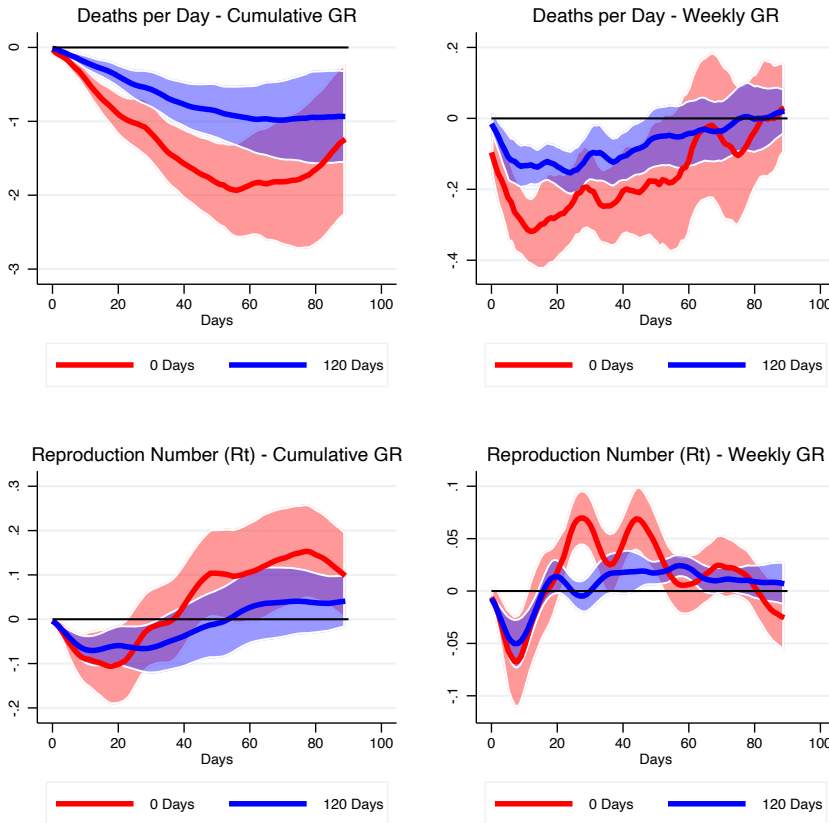 Deaths per Day - Cumulative GR
0
-1
-2
-3
0 20 40 60 80 100
Days
0 Days 120 Days
Deaths per Day - Weekly GR
.2
0
-.2
-.4
0 20 40 60 80 100
Days
0 Days 120 Days
Reproduction Number (Rt) - Cumulative GR
.3
.2
.1
0
-.1
-.2
0 20 40 60 80 100
Days
0 Days 120 Days
Reproduction Number (Rt) - Weekly GR
.1
.05
0
-.05
-.1
0 20 40 60 80 100
Days
0 Days 120 Days